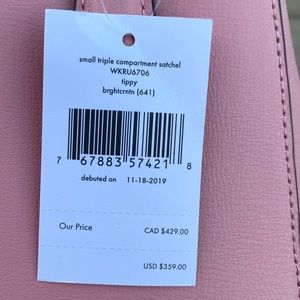 small triple compartment satchel
WKRU6706
tippy
brghtcrntn (641)
7 67883 57421 8
debuted on 11-18-2019
Our Price CAD $429.00
USD $359.00